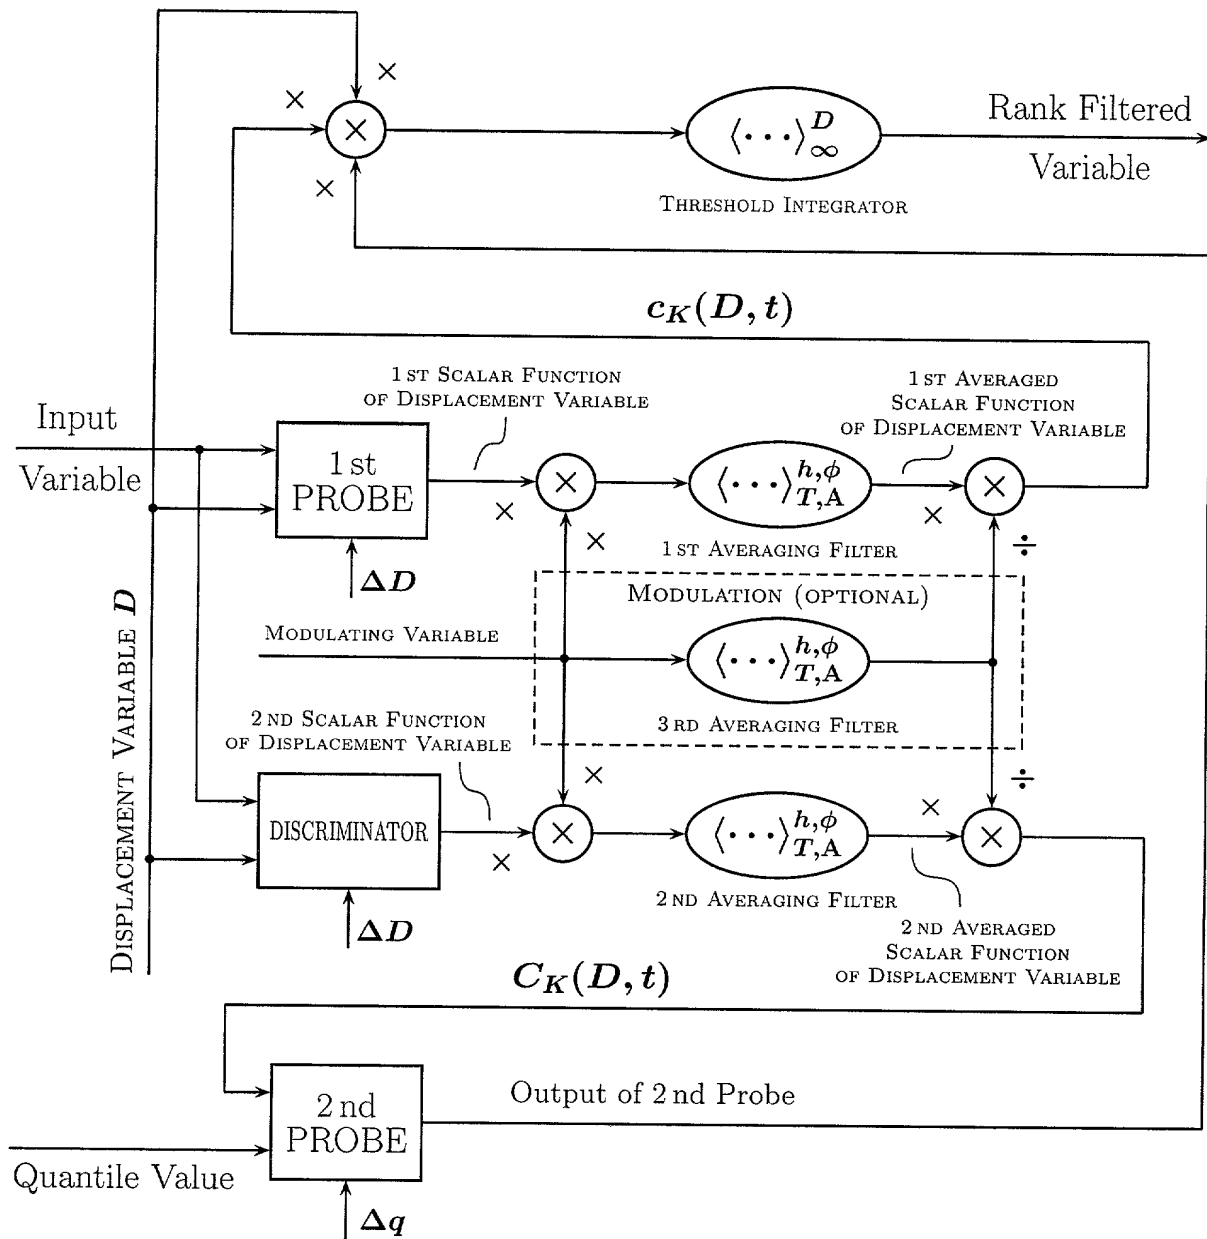 ×
×
×
×
⟨···⟩^D_∞
Rank Filtered
Variable
THRESHOLD INTEGRATOR
c_K(D, t)
1ST SCALAR FUNCTION
OF DISPLACEMENT VARIABLE
1ST AVERAGED
SCALAR FUNCTION
OF DISPLACEMENT VARIABLE
Input
Variable
1st
PROBE
×
×
×
⟨···⟩^{h,ϕ}_{T,A}
×
×
÷
1ST AVERAGING FILTER
ΔD
MODULATION (OPTIONAL)
MODULATING VARIABLE
⟨···⟩^{h,ϕ}_{T,A}
3RD AVERAGING FILTER
DISPLACEMENT VARIABLE D
2ND SCALAR FUNCTION
OF DISPLACEMENT VARIABLE
DISCRIMINATOR
×
×
×
⟨···⟩^{h,ϕ}_{T,A}
×
×
÷
2ND AVERAGING FILTER
ΔD
2ND AVERAGED
SCALAR FUNCTION
OF DISPLACEMENT VARIABLE
C_K(D, t)
2nd
PROBE
Output of 2nd Probe
Quantile Value
Δq